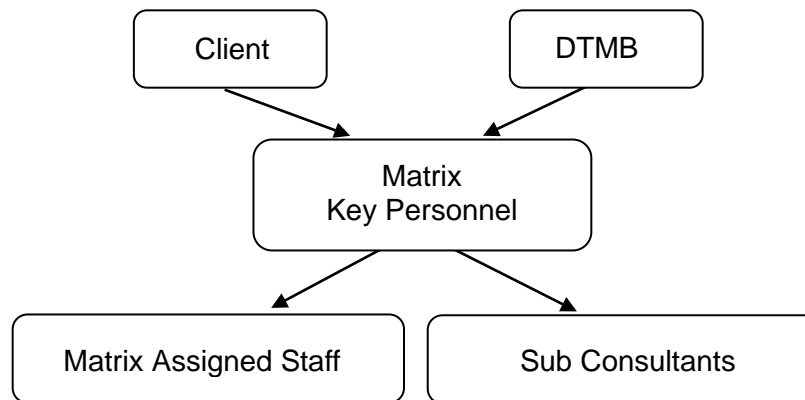 Client
DTMB
Matrix
Key Personnel
Matrix Assigned Staff
Sub Consultants